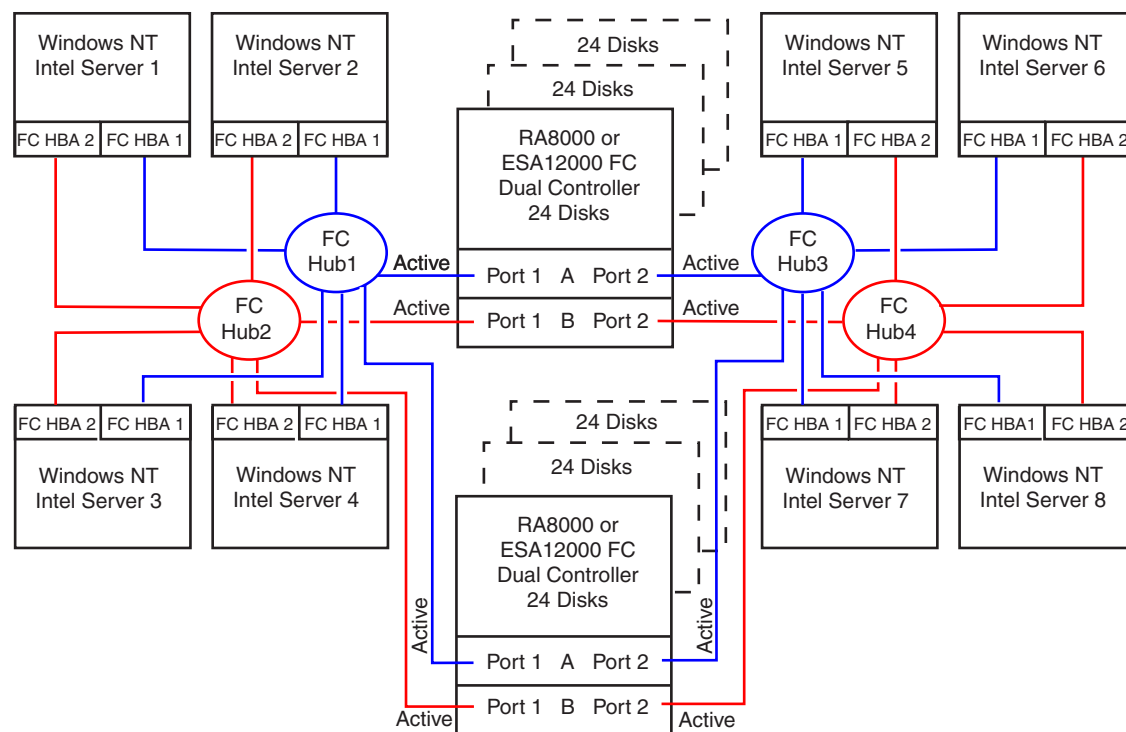 Windows NT
Intel Server 1
FC HBA 2
FC HBA 1
Windows NT
Intel Server 2
FC HBA 2
FC HBA 1
24 Disks
24 Disks
RA8000 or
ESA12000 FC
Dual Controller
24 Disks
Port 1 A Port 2
Port 1 B Port 2
Windows NT
Intel Server 5
FC HBA 1
FC HBA 2
Windows NT
Intel Server 6
FC HBA 1
FC HBA 2
FC
Hub1
Active
Active
FC
Hub2
Active
Active
FC
Hub3
FC
Hub4
FC HBA 2
FC HBA 1
Windows NT
Intel Server 3
FC HBA 2
FC HBA 1
Windows NT
Intel Server 4
24 Disks
24 Disks
RA8000 or
ESA12000 FC
Dual Controller
24 Disks
Port 1 A Port 2
Port 1 B Port 2
Active
Active
Active
Active
FC HBA 1
FC HBA 2
Windows NT
Intel Server 7
FC HBA1
FC HBA 2
Windows NT
Intel Server 8